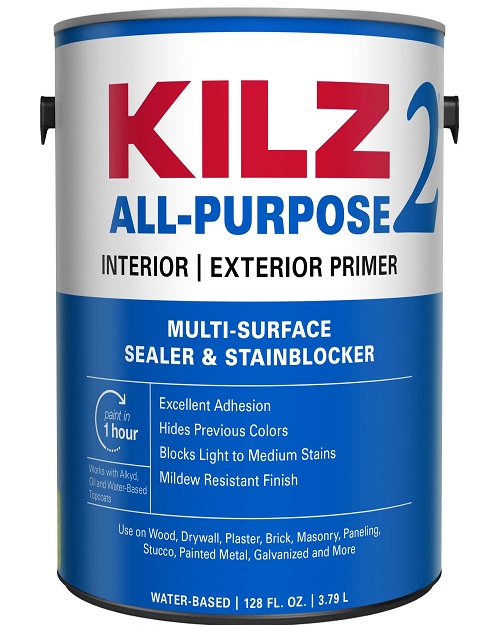 KILZ 2
ALL-PURPOSE
INTERIOR | EXTERIOR PRIMER
MULTI-SURFACE
SEALER & STAINBLOCKER
paint in
1 hour
Works with Alkyd,
Oil and Water-Based
Topcoats
Excellent Adhesion
Hides Previous Colors
Blocks Light to Medium Stains
Mildew Resistant Finish
Use on Wood, Drywall, Plaster, Brick, Masonry, Paneling,
Stucco, Painted Metal, Galvanized and More
WATER-BASED | 128 FL. OZ. | 3.79 L